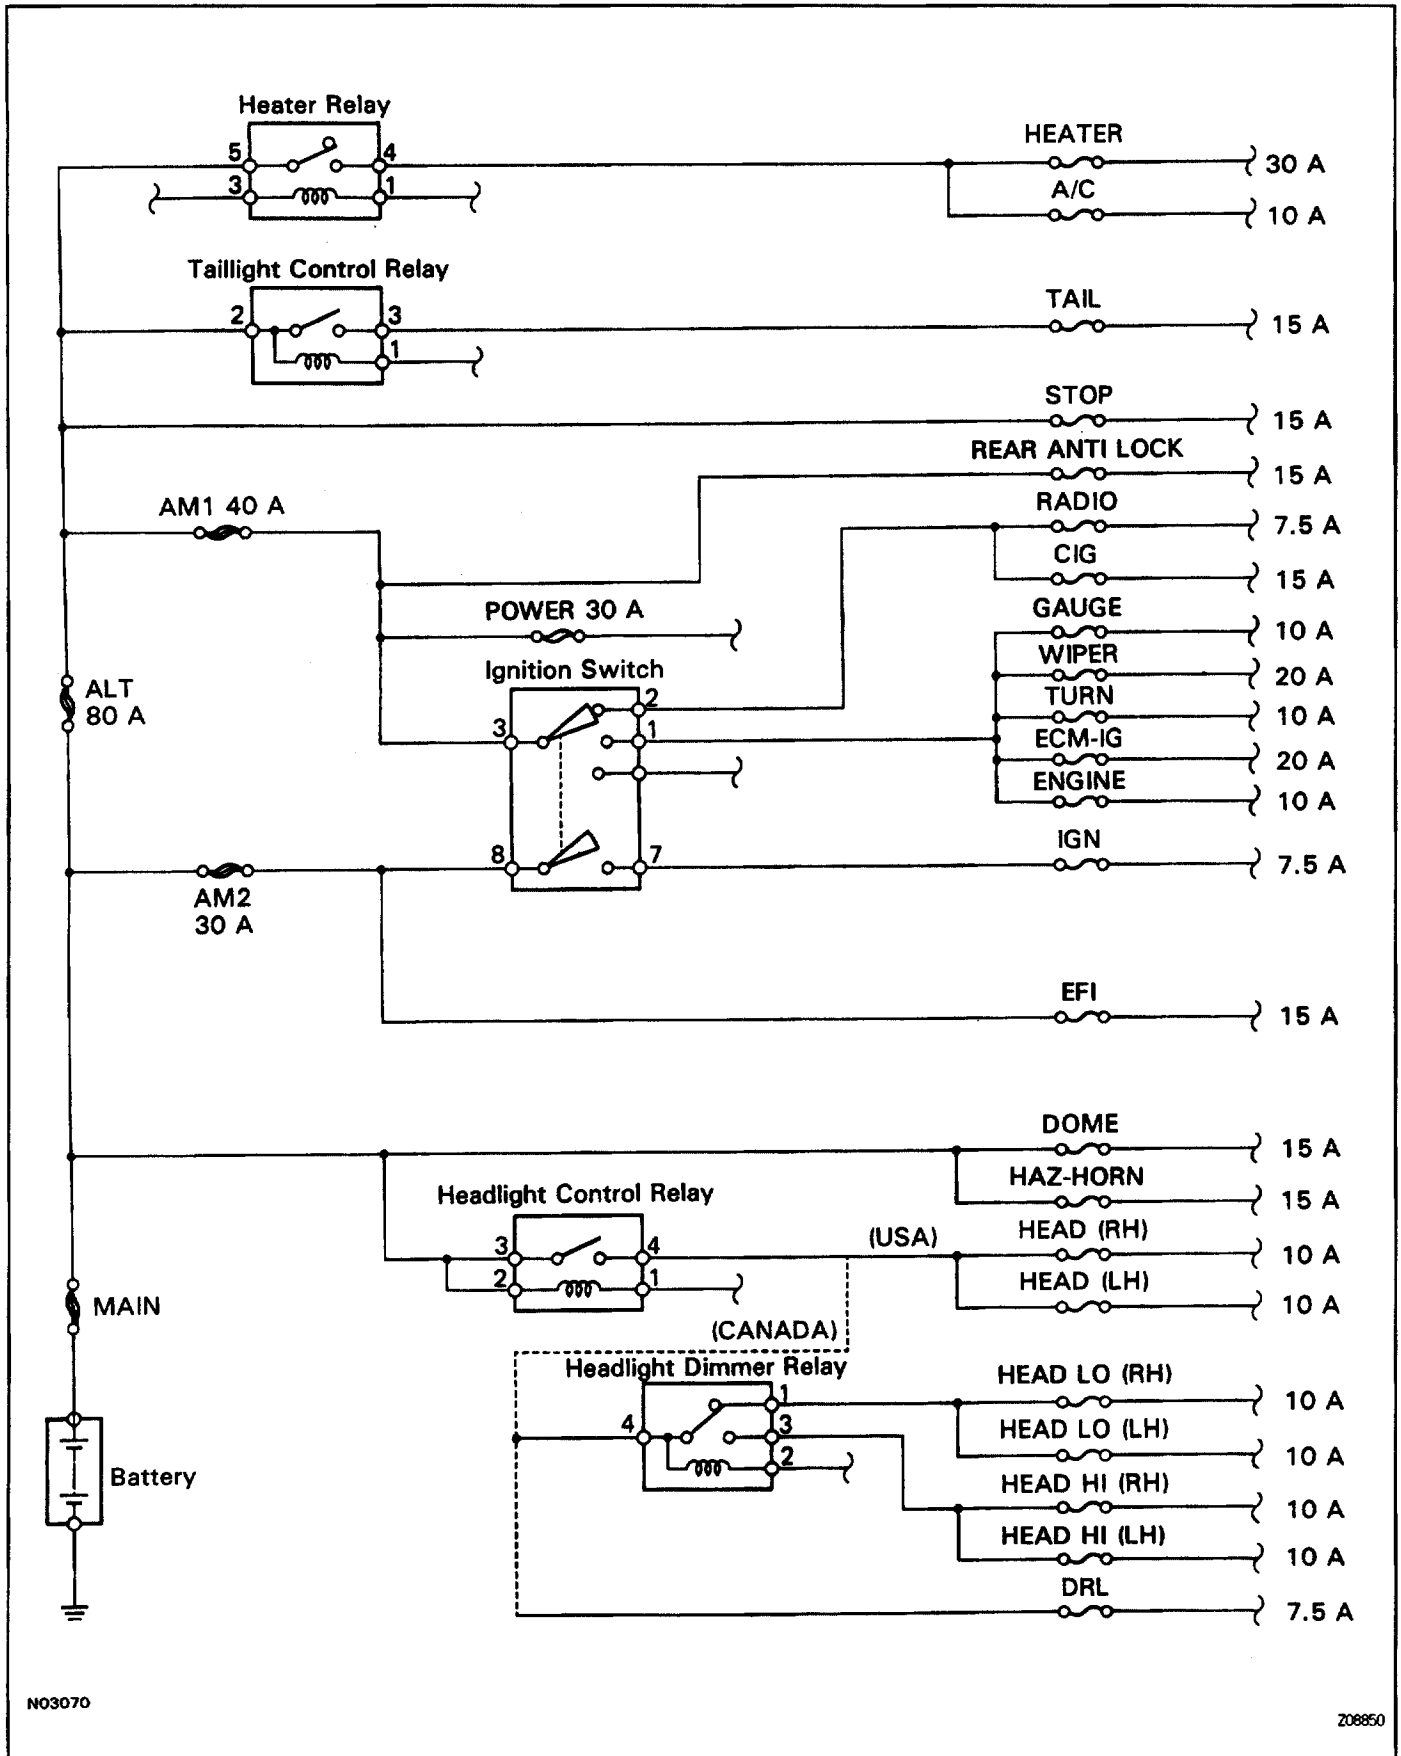 Heater Relay
HEATER
5
4
30 A
3
1
A/C
10 A
Taillight Control Relay
TAIL
2
3
15 A
1
STOP
15 A
REAR ANTI LOCK
15 A
AM1 40 A
RADIO
7.5 A
CIG
15 A
POWER 30 A
GAUGE
10 A
Ignition Switch
WIPER
20 A
ALT
80 A
2
TURN
10 A
3
1
ECM-IG
20 A
ENGINE
10 A
IGN
8
7
7.5 A
AM2
30 A
EFI
15 A
DOME
15 A
HAZ-HORN
15 A
Headlight Control Relay
(USA)
HEAD (RH)
3
4
10 A
2
1
HEAD (LH)
10 A
MAIN
(CANADA)
Headlight Dimmer Relay
HEAD LO (RH)
1
10 A
4
3
HEAD LO (LH)
2
10 A
Battery
HEAD HI (RH)
10 A
HEAD HI (LH)
10 A
DRL
7.5 A
N03070
Z08850